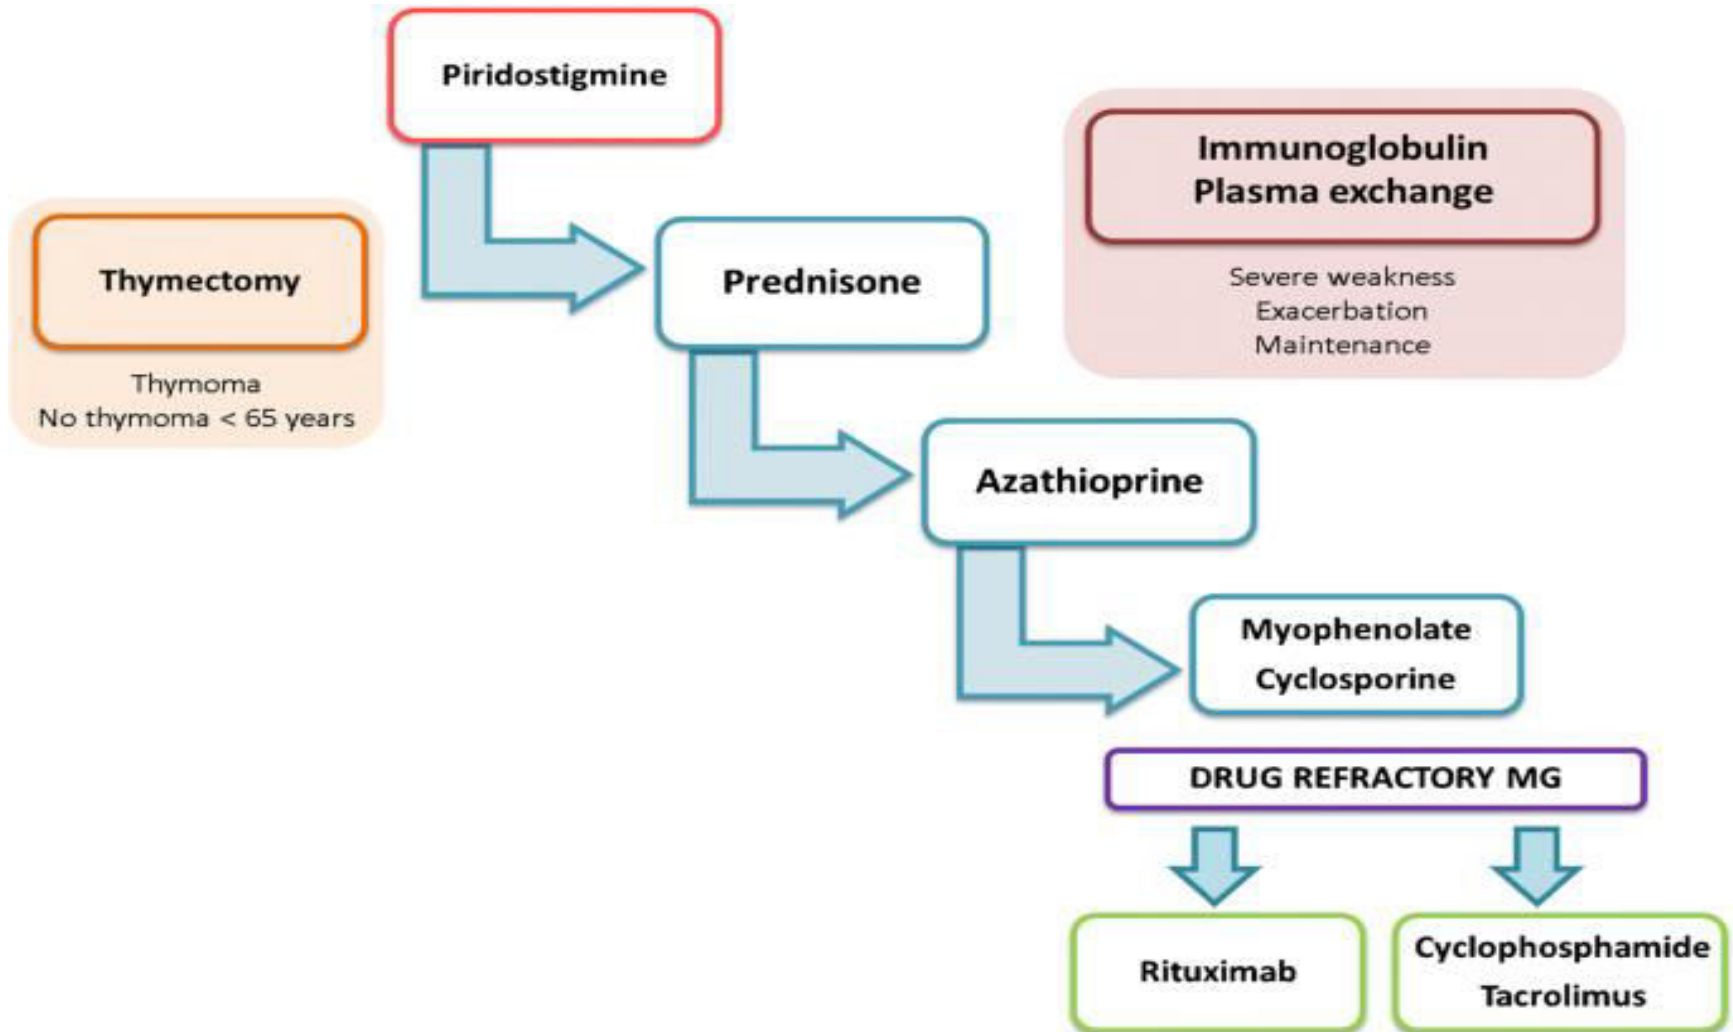 Piridostigmine
Immunoglobulin
Plasma exchange
Severe weakness
Exacerbation
Maintenance
Thymectomy
Thymoma
No thymoma < 65 years
Prednisone
Azathioprine
Myophenolate
Cyclosporine
DRUG REFRACTORY MG
Rituximab
Cyclophosphamide
Tacrolimus